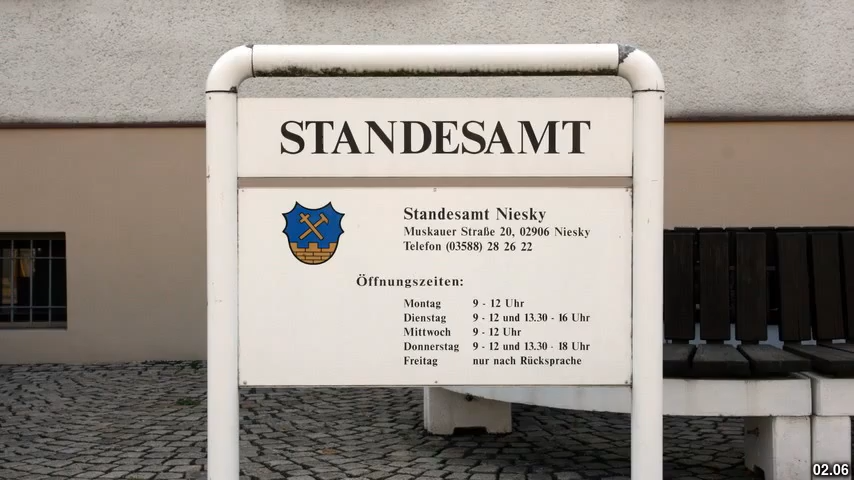 STANDESAMT
Standesamt Niesky
Muskauer Straße 20, 02906 Niesky
Telefon (03588) 28 26 22
Öffnungszeiten:
Montag 9 - 12 Uhr
Dienstag 9 - 12 und 13.30 - 16 Uhr
Mittwoch 9 - 12 Uhr
Donnerstag 9 - 12 und 13.30 - 18 Uhr
Freitag nur nach Rücksprache
02.06